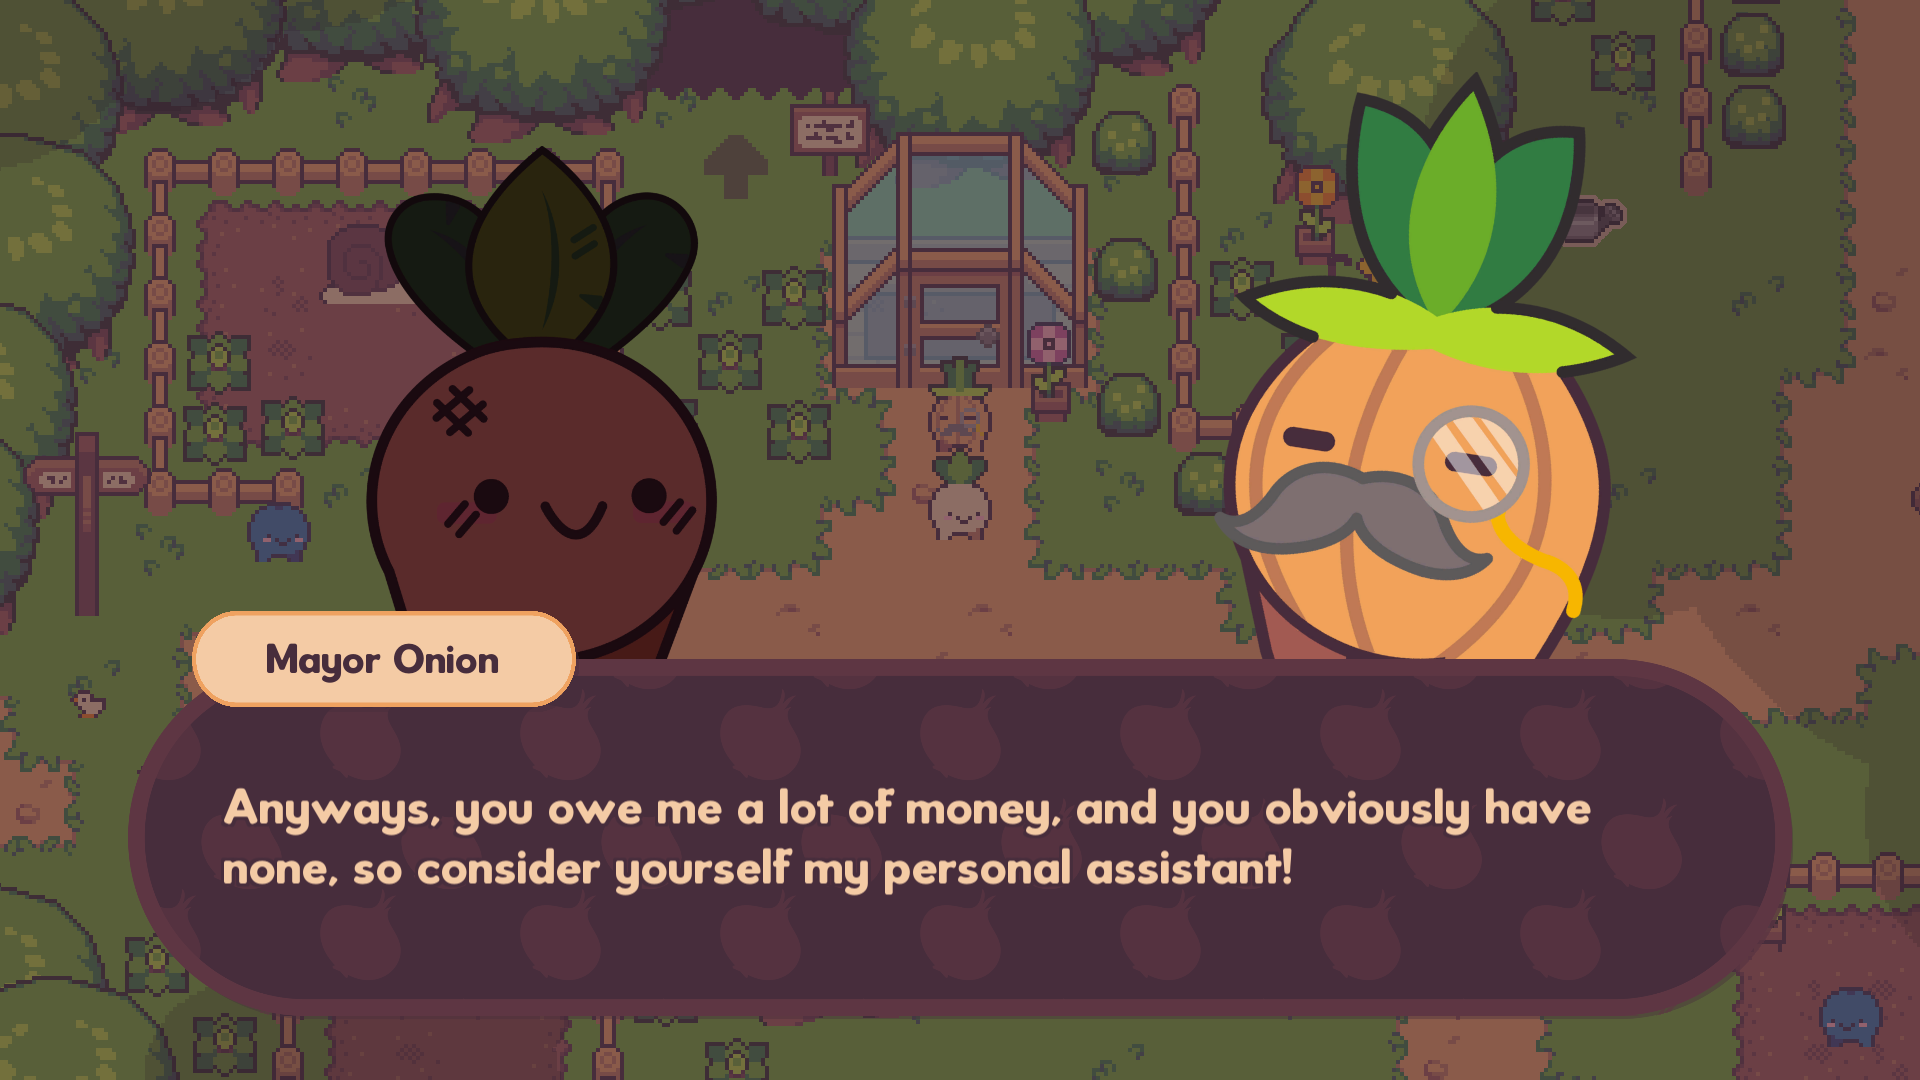 Mayor Onion
Anyways, you owe me a lot of money, and you obviously have
none, so consider yourself my personal assistant!